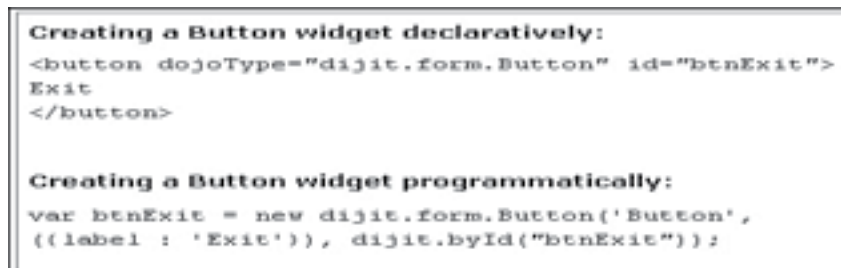 Creating a Button widget declaratively:
<button dojoType="dijit.form.Button" id="btnExit">
Exit
</button>
Creating a Button widget programmatically:
var btnExit = new dijit.form.Button('Button',
((label : 'Exit')), dijit.byId("btnExit"));